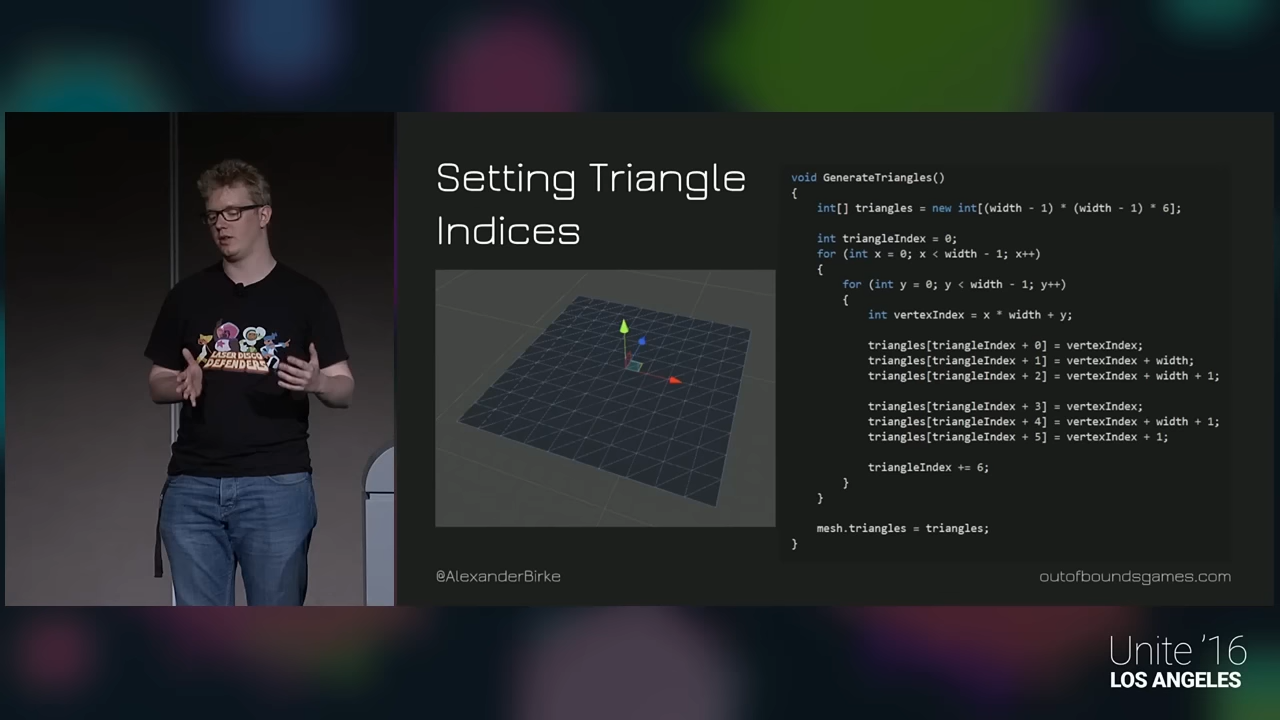 LASER DISCO
DEFENDERS
Setting Triangle
Indices
void GenerateTriangles()
{
int[] triangles = new int[(width - 1) * (width - 1) * 6];
int triangleIndex = 0;
for (int x = 0; x < width - 1; x++)
{
for (int y = 0; y < width - 1; y++)
{
int vertexIndex = x * width + y;
triangles[triangleIndex + 0] = vertexIndex;
triangles[triangleIndex + 1] = vertexIndex + width;
triangles[triangleIndex + 2] = vertexIndex + width + 1;
triangles[triangleIndex + 3] = vertexIndex;
triangles[triangleIndex + 4] = vertexIndex + width + 1;
triangles[triangleIndex + 5] = vertexIndex + 1;
triangleIndex += 6;
}
}
mesh.triangles = triangles;
}
@AlexanderBirke
outofboundsgames.com
Unite '16
LOS ANGELES